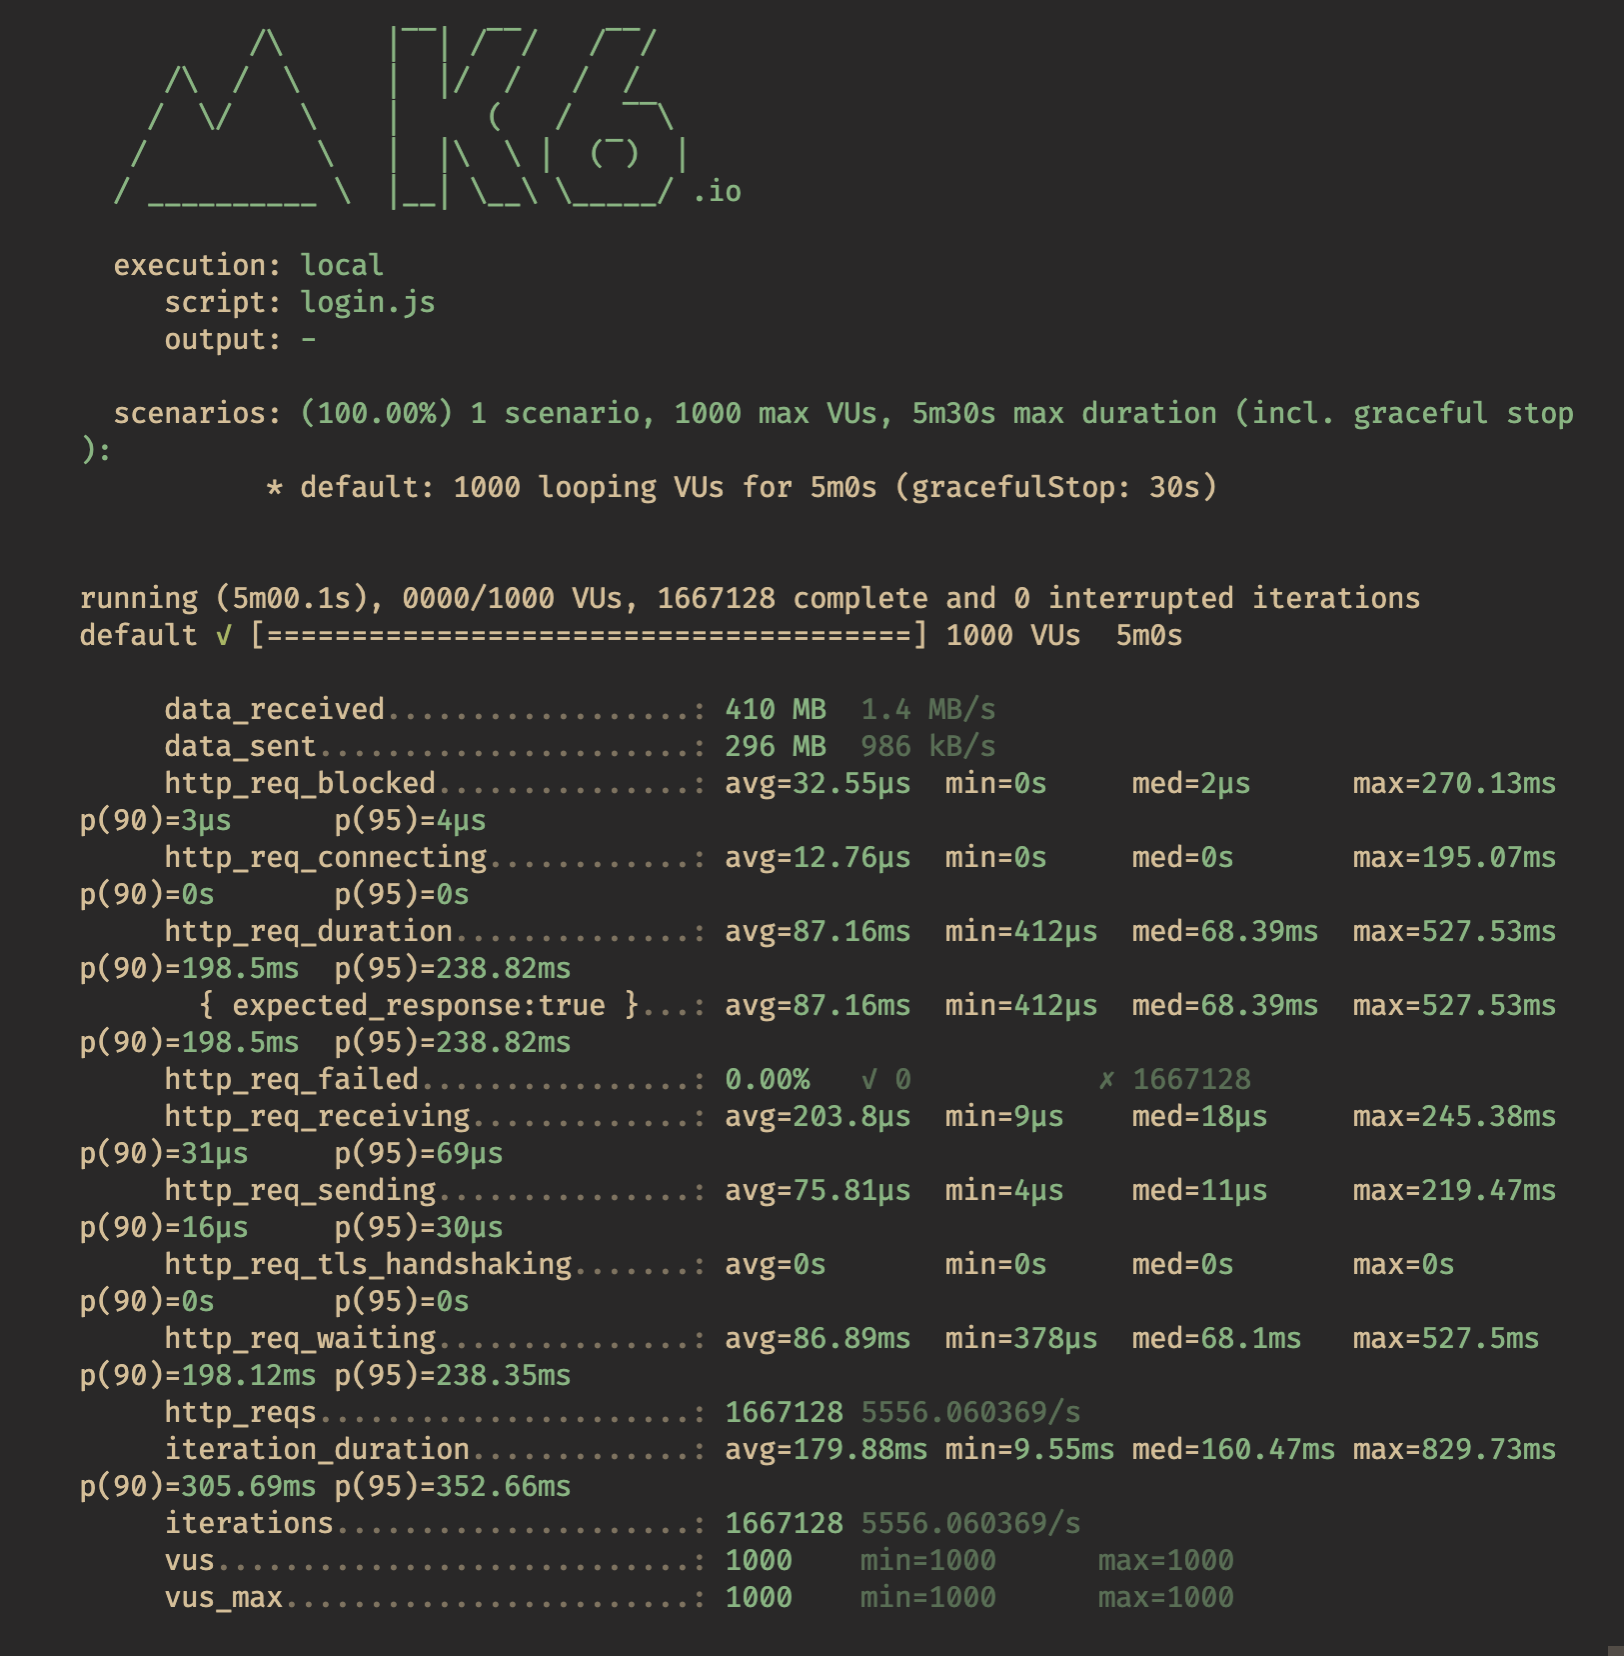 /\      |‾‾| /‾‾/   /‾‾/
     /\  /  \     |  |/  /   /  /
    /  \/    \    |     (   /   ‾‾\
   /          \   |  |\  \ |  (‾)  |
  / __________ \  |__| \__\ \_____/ .io
execution: local
script: login.js
output: -
scenarios: (100.00%) 1 scenario, 1000 max VUs, 5m30s max duration (incl. graceful stop
):
* default: 1000 looping VUs for 5m0s (gracefulStop: 30s)
running (5m00.1s), 0000/1000 VUs, 1667128 complete and 0 interrupted iterations
default √ [======================================] 1000 VUs  5m0s
data_received..................: 410 MB  1.4 MB/s
data_sent......................: 296 MB  986 kB/s
http_req_blocked...............: avg=32.55µs  min=0s     med=2µs      max=270.13ms
p(90)=3µs      p(95)=4µs
http_req_connecting............: avg=12.76µs  min=0s     med=0s       max=195.07ms
p(90)=0s       p(95)=0s
http_req_duration..............: avg=87.16ms  min=412µs  med=68.39ms  max=527.53ms
p(90)=198.5ms  p(95)=238.82ms
{ expected_response:true }...: avg=87.16ms  min=412µs  med=68.39ms  max=527.53ms
p(90)=198.5ms  p(95)=238.82ms
http_req_failed................: 0.00%   √ 0           ✗ 1667128
http_req_receiving.............: avg=203.8µs  min=9µs    med=18µs     max=245.38ms
p(90)=31µs     p(95)=69µs
http_req_sending...............: avg=75.81µs  min=4µs    med=11µs     max=219.47ms
p(90)=16µs     p(95)=30µs
http_req_tls_handshaking.......: avg=0s       min=0s     med=0s       max=0s
p(90)=0s       p(95)=0s
http_req_waiting...............: avg=86.89ms  min=378µs  med=68.1ms   max=527.5ms
p(90)=198.12ms p(95)=238.35ms
http_reqs......................: 1667128 5556.060369/s
iteration_duration.............: avg=179.88ms min=9.55ms med=160.47ms max=829.73ms
p(90)=305.69ms p(95)=352.66ms
iterations.....................: 1667128 5556.060369/s
vus............................: 1000    min=1000      max=1000
vus_max........................: 1000    min=1000      max=1000